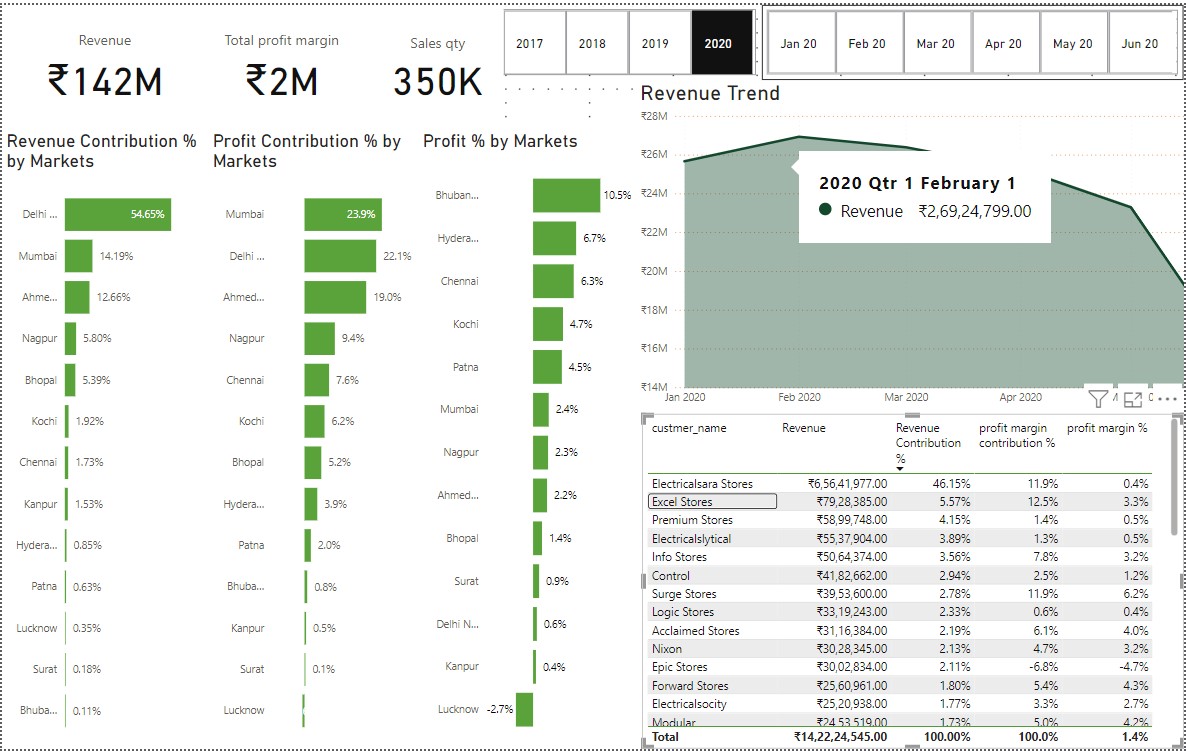 Revenue
₹142M
Total profit margin
₹2M
Sales qty
350K
2017 2018 2019 2020
Jan 20 Feb 20 Mar 20 Apr 20 May 20 Jun 20
Revenue Contribution %
by Markets
Delhi ... 54.65%
Mumbai 14.19%
Ahme... 12.66%
Nagpur 5.80%
Bhopal 5.39%
Kochi 1.92%
Chennai 1.73%
Kanpur 1.53%
Hydera... 0.85%
Patna 0.63%
Lucknow 0.35%
Surat 0.18%
Bhuba... 0.11%
Profit Contribution % by
Markets
Mumbai 23.9%
Delhi ... 22.1%
Ahmed... 19.0%
Nagpur 9.4%
Chennai 7.6%
Kochi 6.2%
Bhopal 5.2%
Hydera... 3.9%
Patna 2.0%
Bhuba... 0.8%
Kanpur 0.5%
Surat 0.1%
Lucknow
Profit % by Markets
Bhuban... 10.5%
Hydera... 6.7%
Chennai 6.3%
Kochi 4.7%
Patna 4.5%
Mumbai 2.4%
Nagpur 2.3%
Ahmed... 2.2%
Bhopal 1.4%
Surat 0.9%
Delhi N... 0.6%
Kanpur 0.4%
Lucknow -2.7%
Revenue Trend
₹28M
₹26M
₹24M
₹22M
₹20M
₹18M
₹16M
₹14M
2020 Qtr 1 February 1
Revenue ₹2,69,24,799.00
Jan 2020 Feb 2020 Mar 2020 Apr 2020
custmer_name Revenue Revenue Contribution % profit margin contribution % profit margin %
Electricalsara Stores ₹6,56,41,977.00 46.15% 11.9% 0.4%
Excel Stores ₹79,28,385.00 5.57% 12.5% 3.3%
Premium Stores ₹58,99,748.00 4.15% 1.4% 0.5%
Electricalslytical ₹55,37,904.00 3.89% 1.3% 0.5%
Info Stores ₹50,64,374.00 3.56% 7.8% 3.2%
Control ₹41,82,662.00 2.94% 2.5% 1.2%
Surge Stores ₹39,53,600.00 2.78% 11.9% 6.2%
Logic Stores ₹33,19,243.00 2.33% 0.6% 0.4%
Acclaimed Stores ₹31,16,384.00 2.19% 6.1% 4.0%
Nixon ₹30,28,345.00 2.13% 4.7% 3.2%
Epic Stores ₹30,02,834.00 2.11% -6.8% -4.7%
Forward Stores ₹25,60,961.00 1.80% 5.4% 4.3%
Electricalsocity ₹25,20,938.00 1.77% 3.3% 2.7%
Modular ₹24,53,519.00 1.73% 5.0% 4.2%
Total ₹14,22,24,545.00 100.00% 100.0% 1.4%